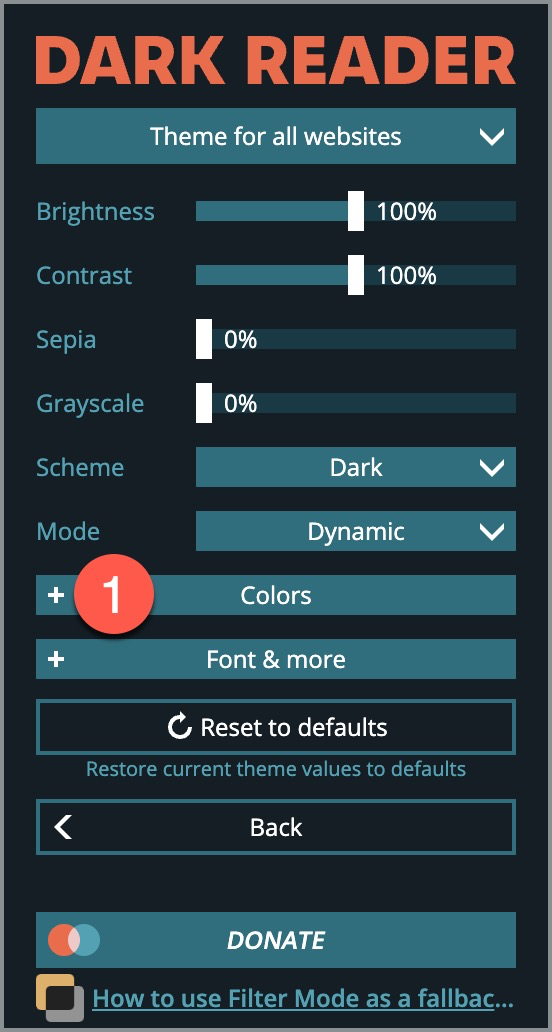 DARK READER
Theme for all websites
Brightness 100%
Contrast 100%
Sepia 0%
Grayscale 0%
Scheme Dark
Mode Dynamic
+ 1 Colors
+ Font & more
Reset to defaults
Restore current theme values to defaults
Back
DONATE
How to use Filter Mode as a fallbac...